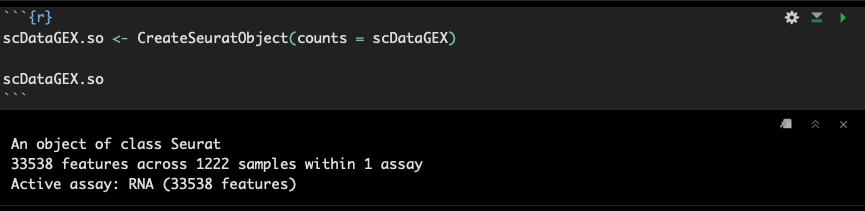 ```{r}
scDataGEX.so <- CreateSeuratObject(counts = scDataGEX)
scDataGEX.so
```
An object of class Seurat
33538 features across 1222 samples within 1 assay
Active assay: RNA (33538 features)